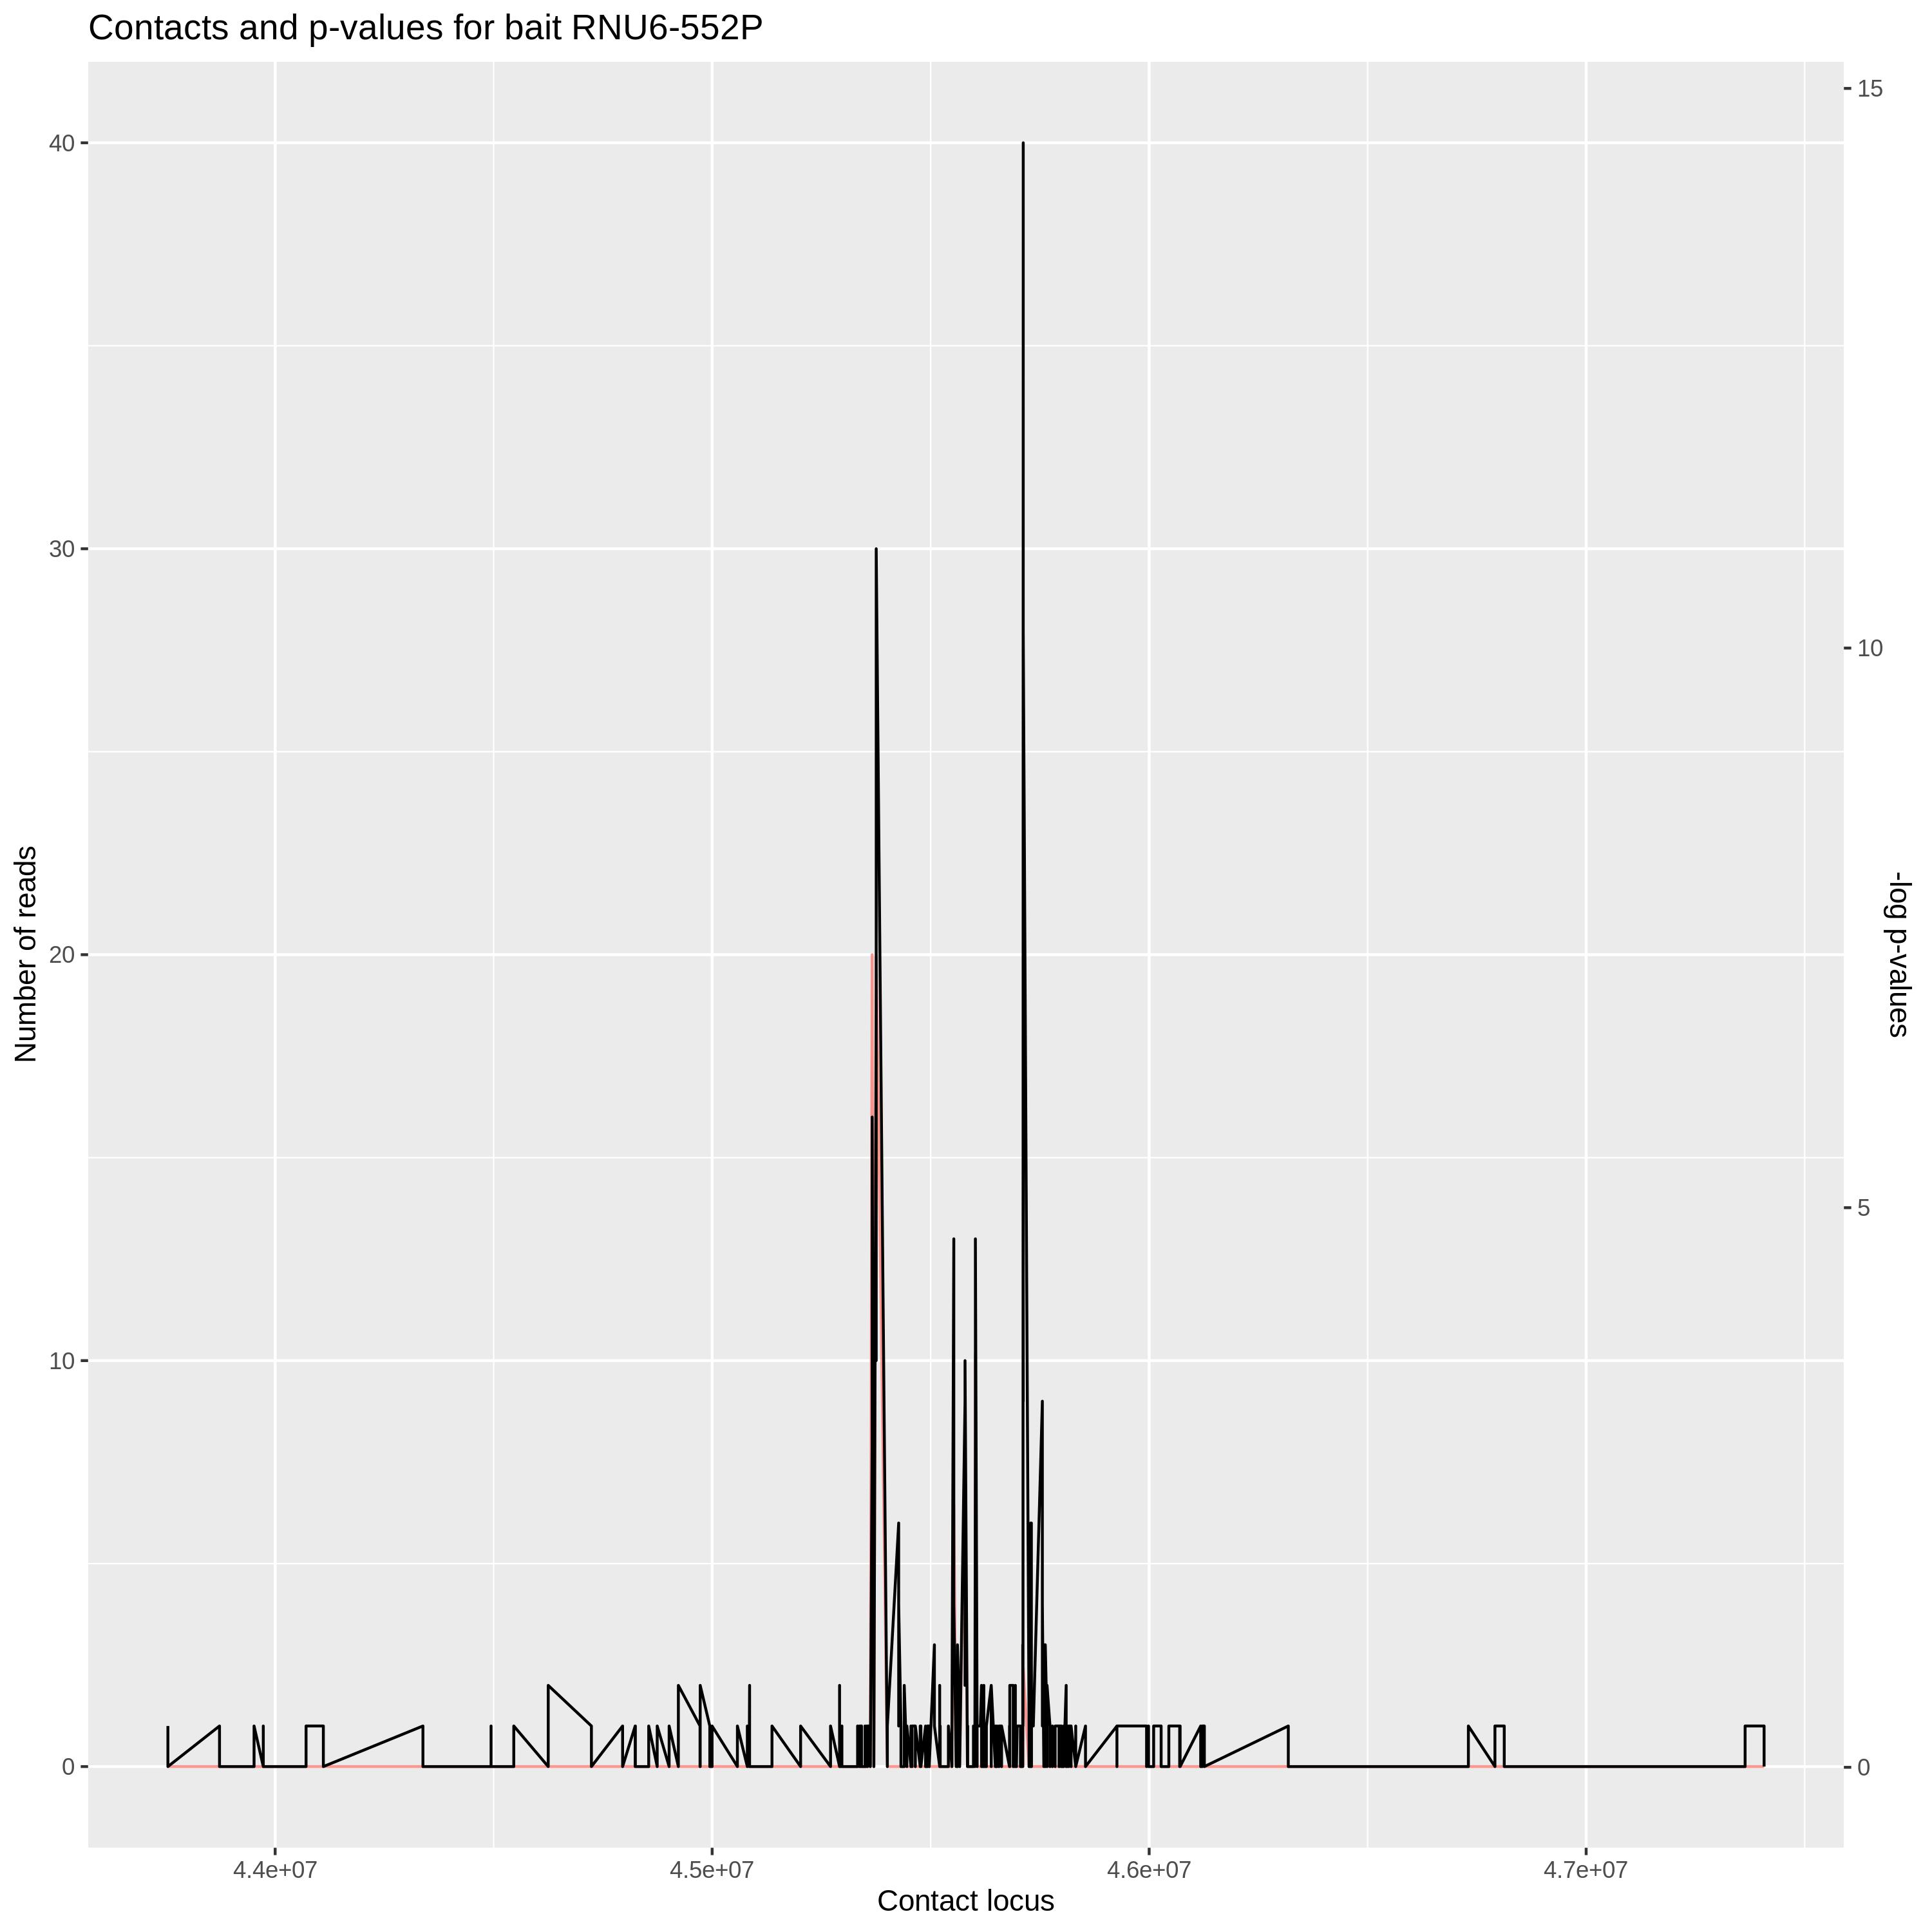 Contacts and p-values for bait RNU6-552P
40
30
20
10
0
15
10
5
0
Number of reads
-log p-values
4.4e+07
4.5e+07
4.6e+07
4.7e+07
Contact locus